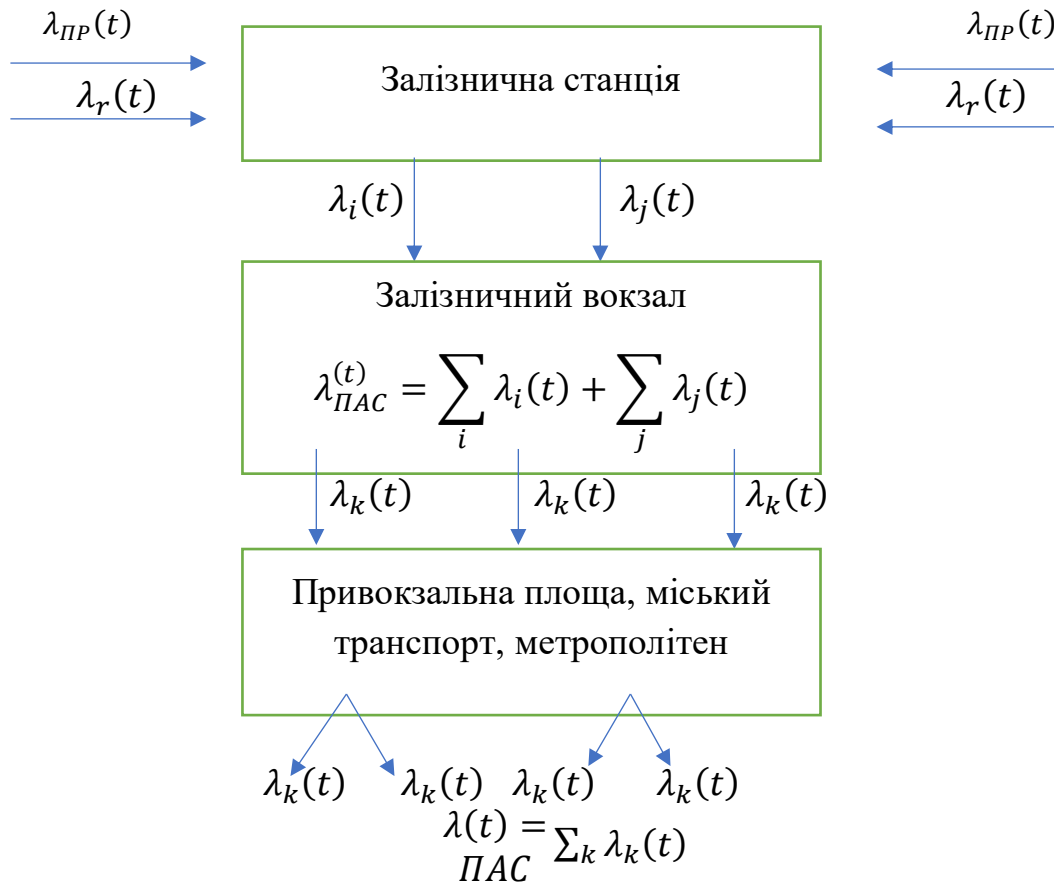 λ_ПР(t) λ_ПР(t)
Залізнична станція
λ_r(t) λ_r(t)
λ_i(t) λ_j(t)
Залізничний вокзал
λ_ПАС^(t) = ∑_i λ_i(t) + ∑_j λ_j(t)
λ_k(t) λ_k(t) λ_k(t)
Привокзальна площа, міський
транспорт, метрополітен
λ_k(t) λ_k(t) λ_k(t) λ_k(t)
λ(t) = ∑_k λ_k(t)
ПАС